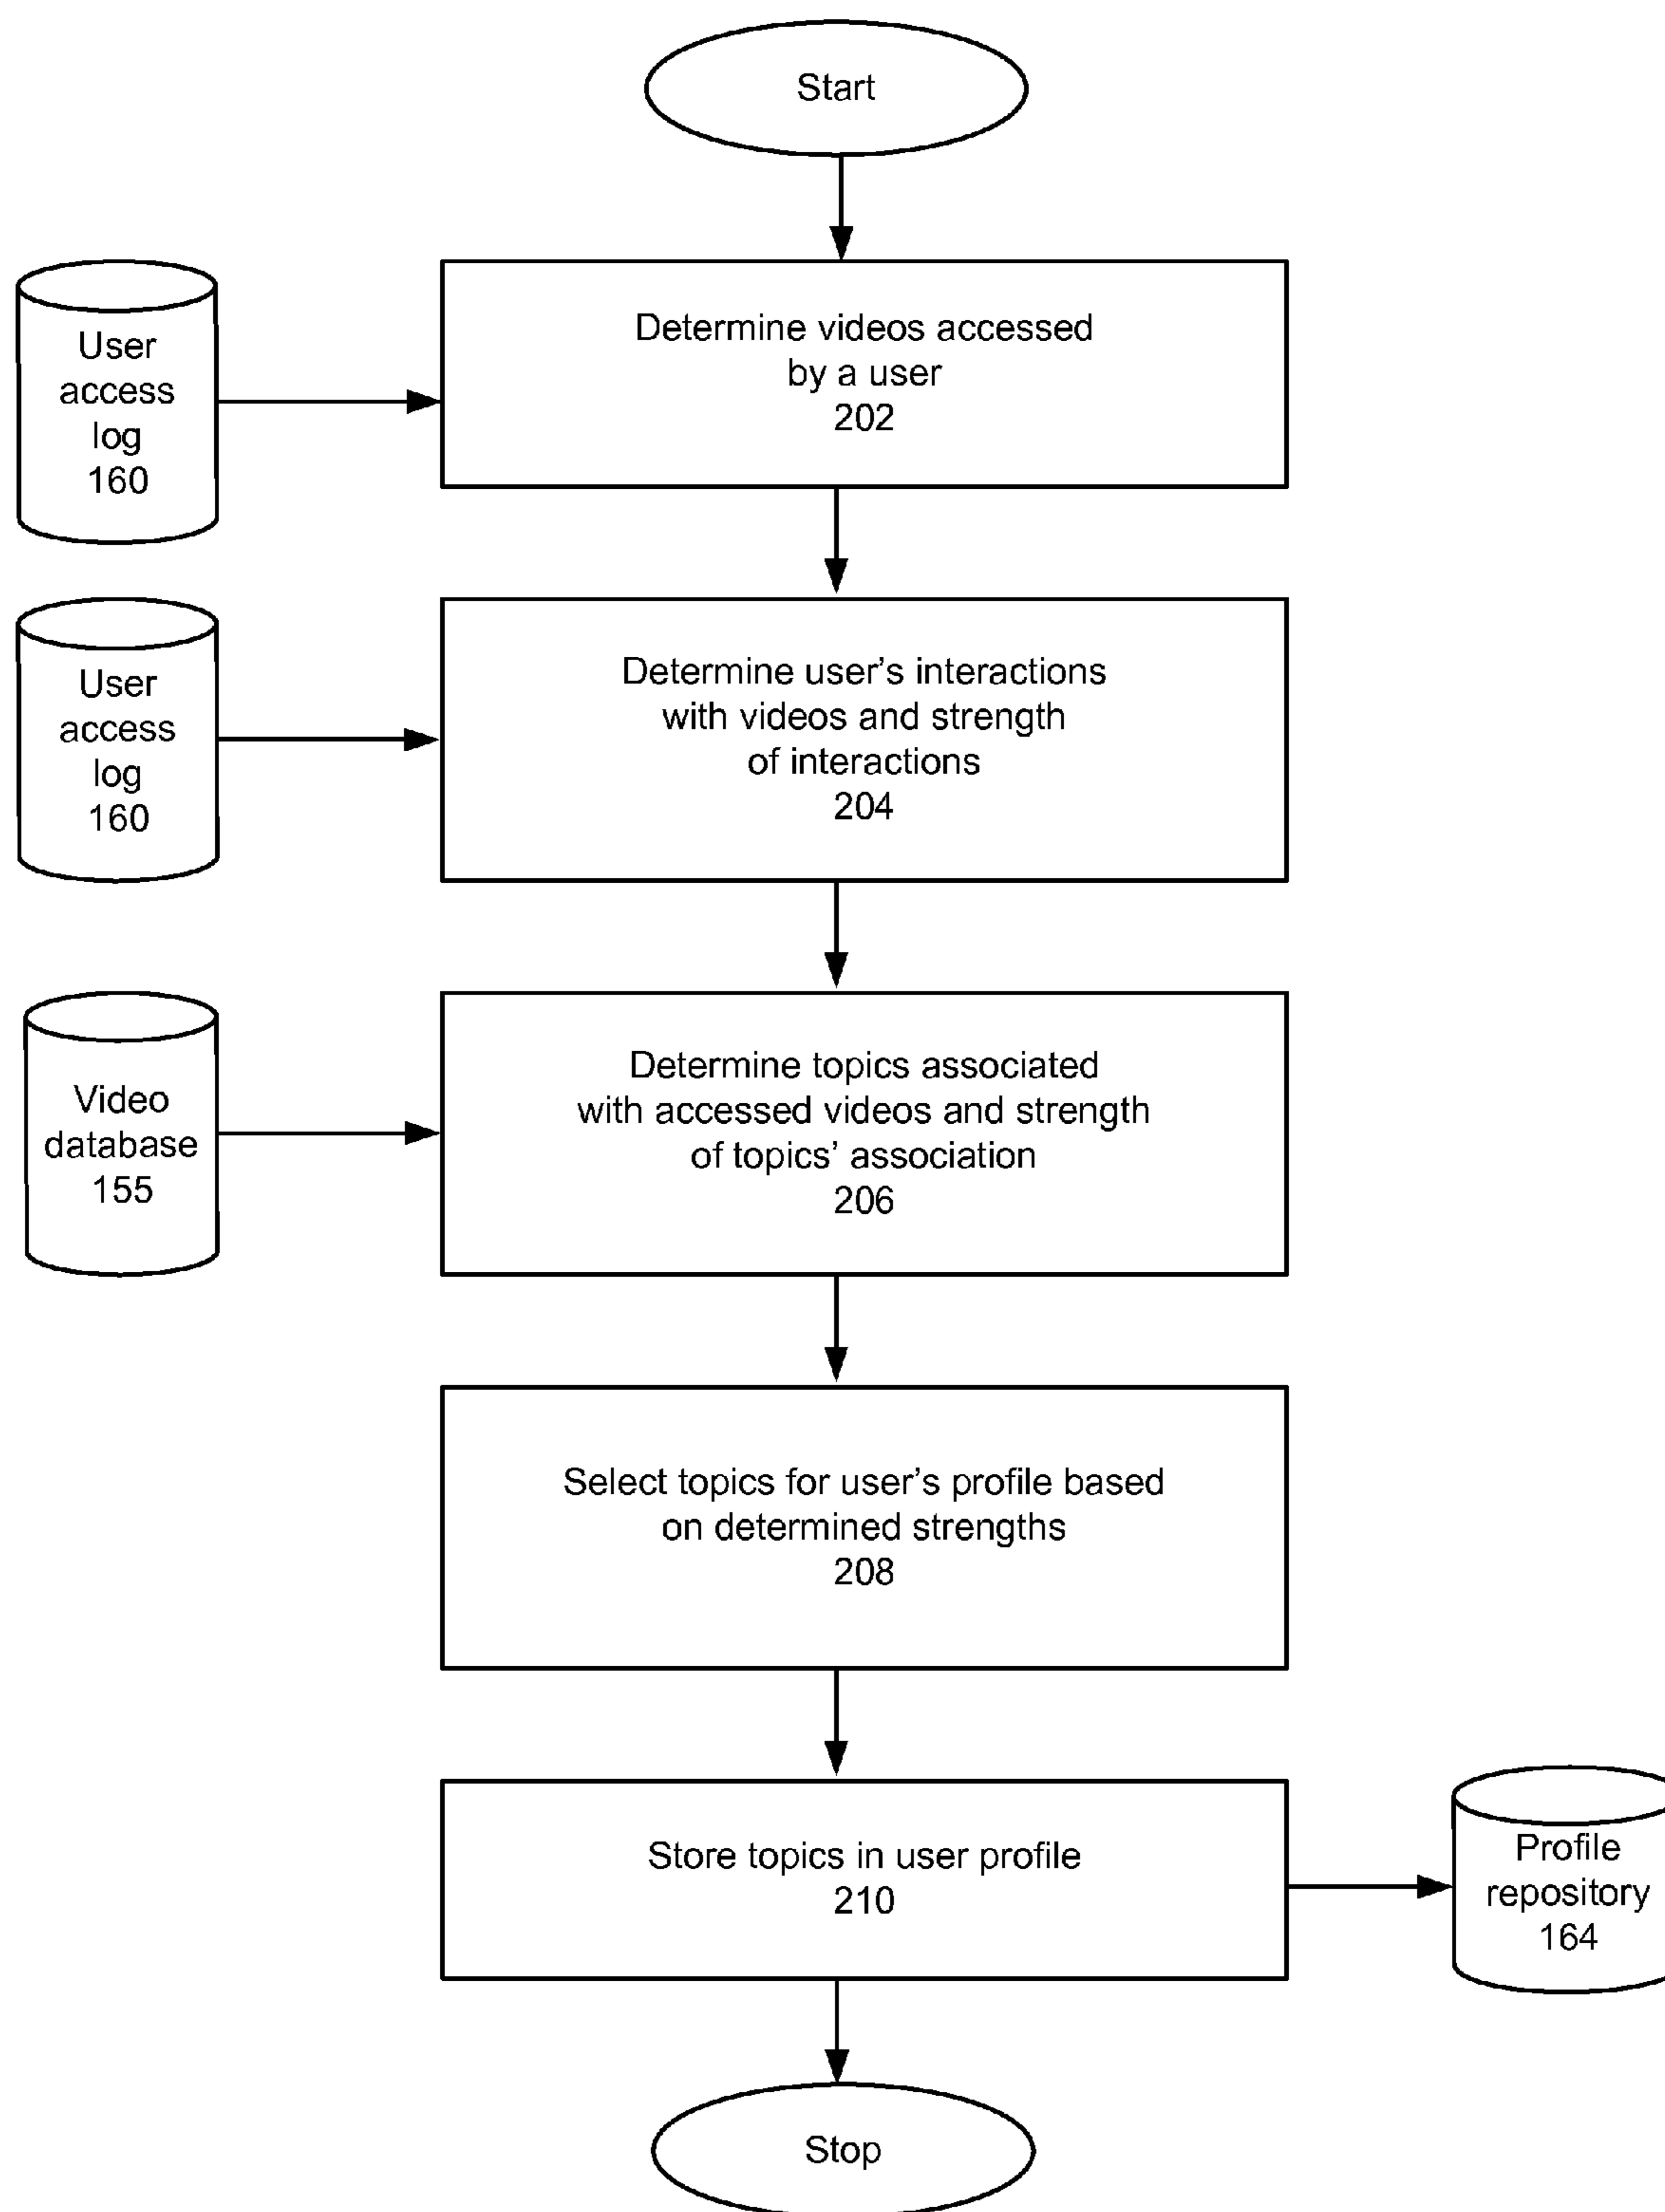 Start
User
access
log
160
Determine videos accessed
by a user
202
User
access
log
160
Determine user's interactions
with videos and strength
of interactions
204
Video
database
155
Determine topics associated
with accessed videos and strength
of topics' association
206
Select topics for user's profile based
on determined strengths
208
Store topics in user profile
210
Profile
repository
164
Stop